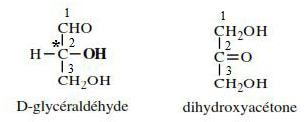 1
CHO
*| 2
H–C–OH
| 3
CH₂OH
D-glycéraldéhyde
1
CH₂OH
| 2
C=O
| 3
CH₂OH
dihydroxyacétone